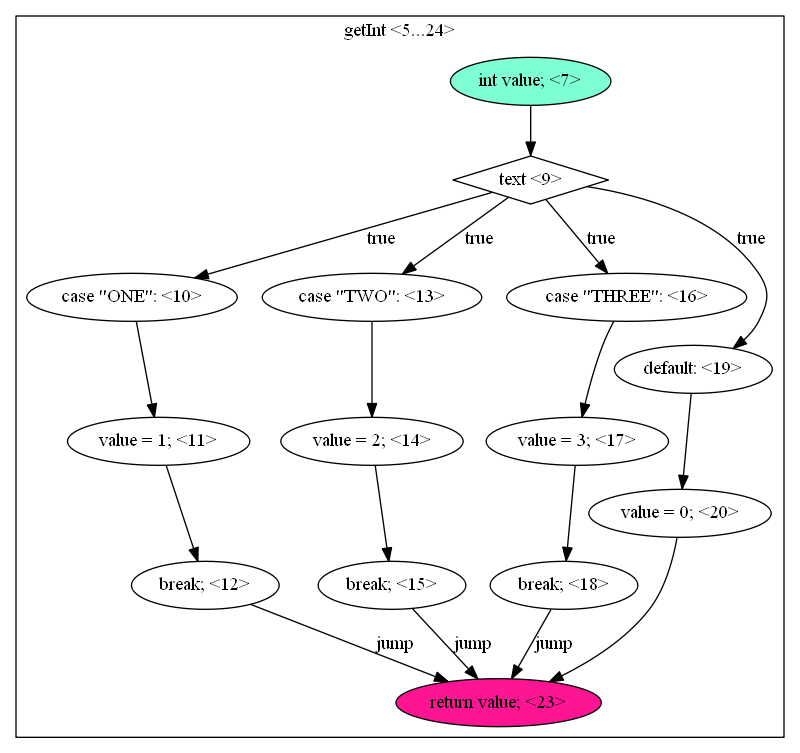 getInt <5...24>
int value; <7>
text <9>
true
true
true
true
case "ONE": <10>
case "TWO": <13>
case "THREE": <16>
default: <19>
value = 1; <11>
value = 2; <14>
value = 3; <17>
value = 0; <20>
break; <12>
break; <15>
break; <18>
jump
jump
jump
return value; <23>